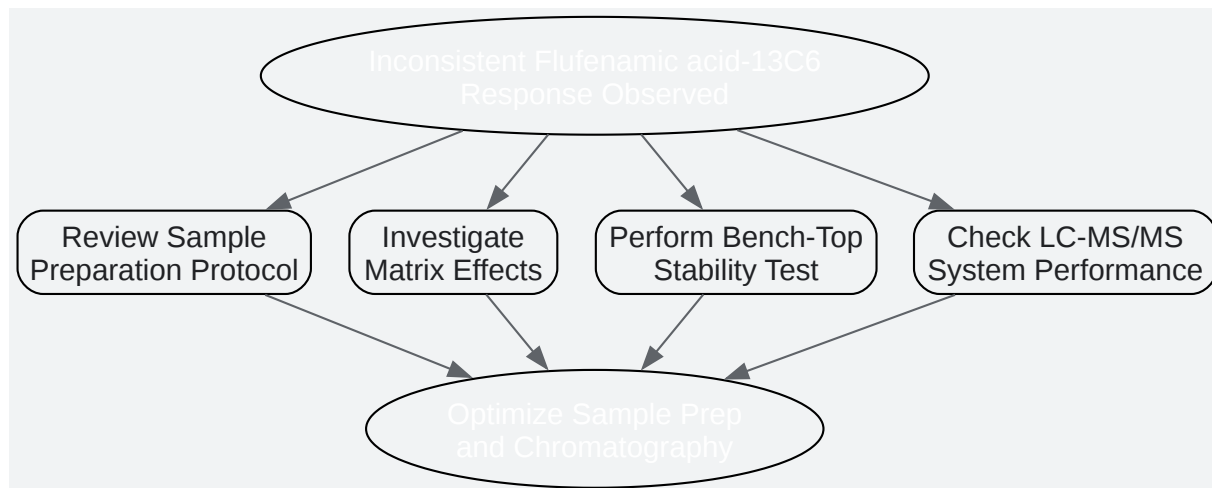 Inconsistent Flufenamic acid-13C6
Response Observed
Review Sample
Preparation Protocol
Investigate
Matrix Effects
Perform Bench-Top
Stability Test
Check LC-MS/MS
System Performance
Optimize Sample Prep
and Chromatography